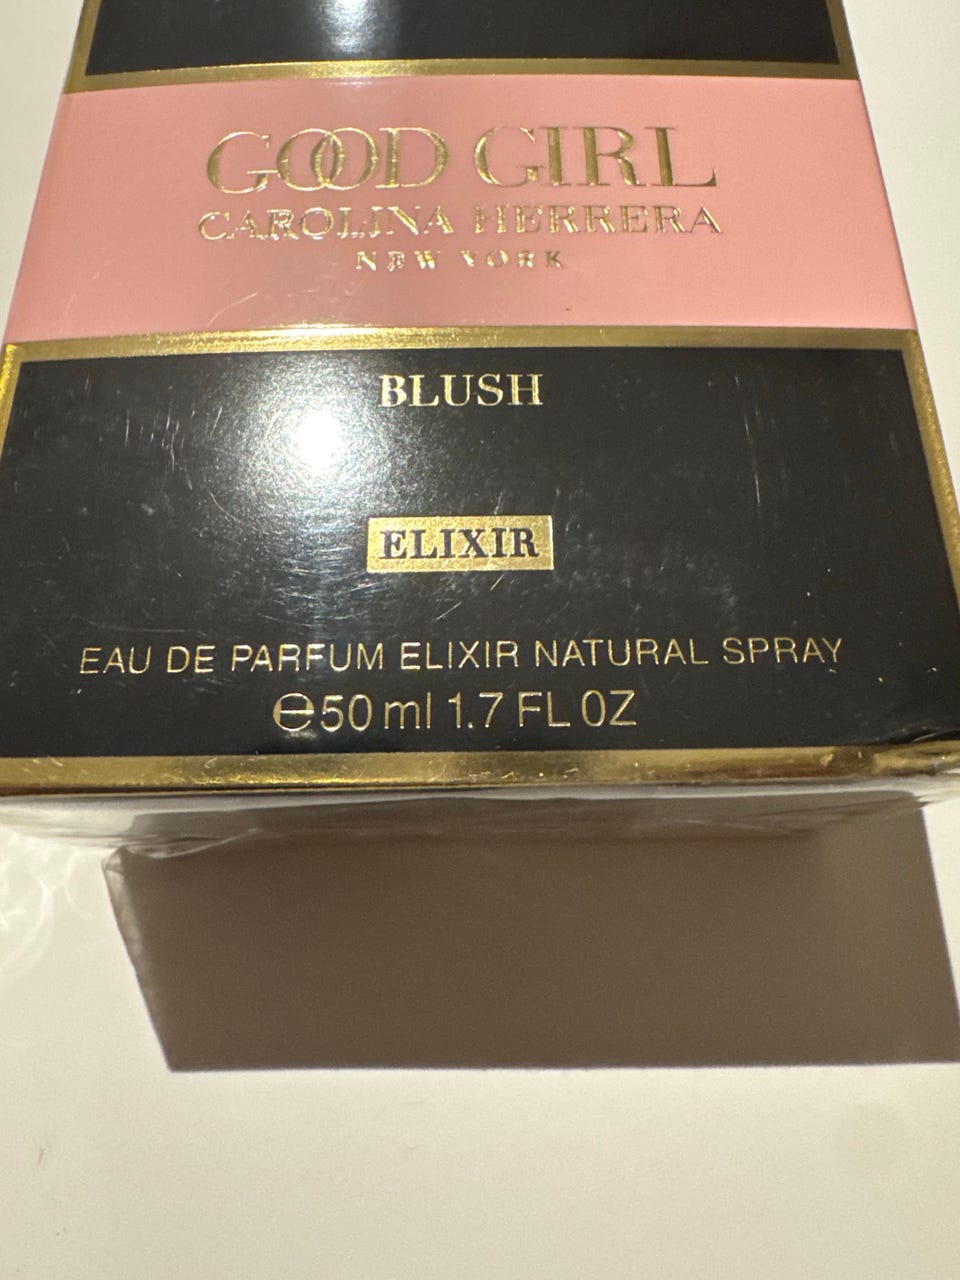 GOOD GIRL
CAROLINA HERRERA
NEW YORK
BLUSH
ELIXIR
EAU DE PARFUM ELIXIR NATURAL SPRAY
℮50 ml 1.7 FL OZ